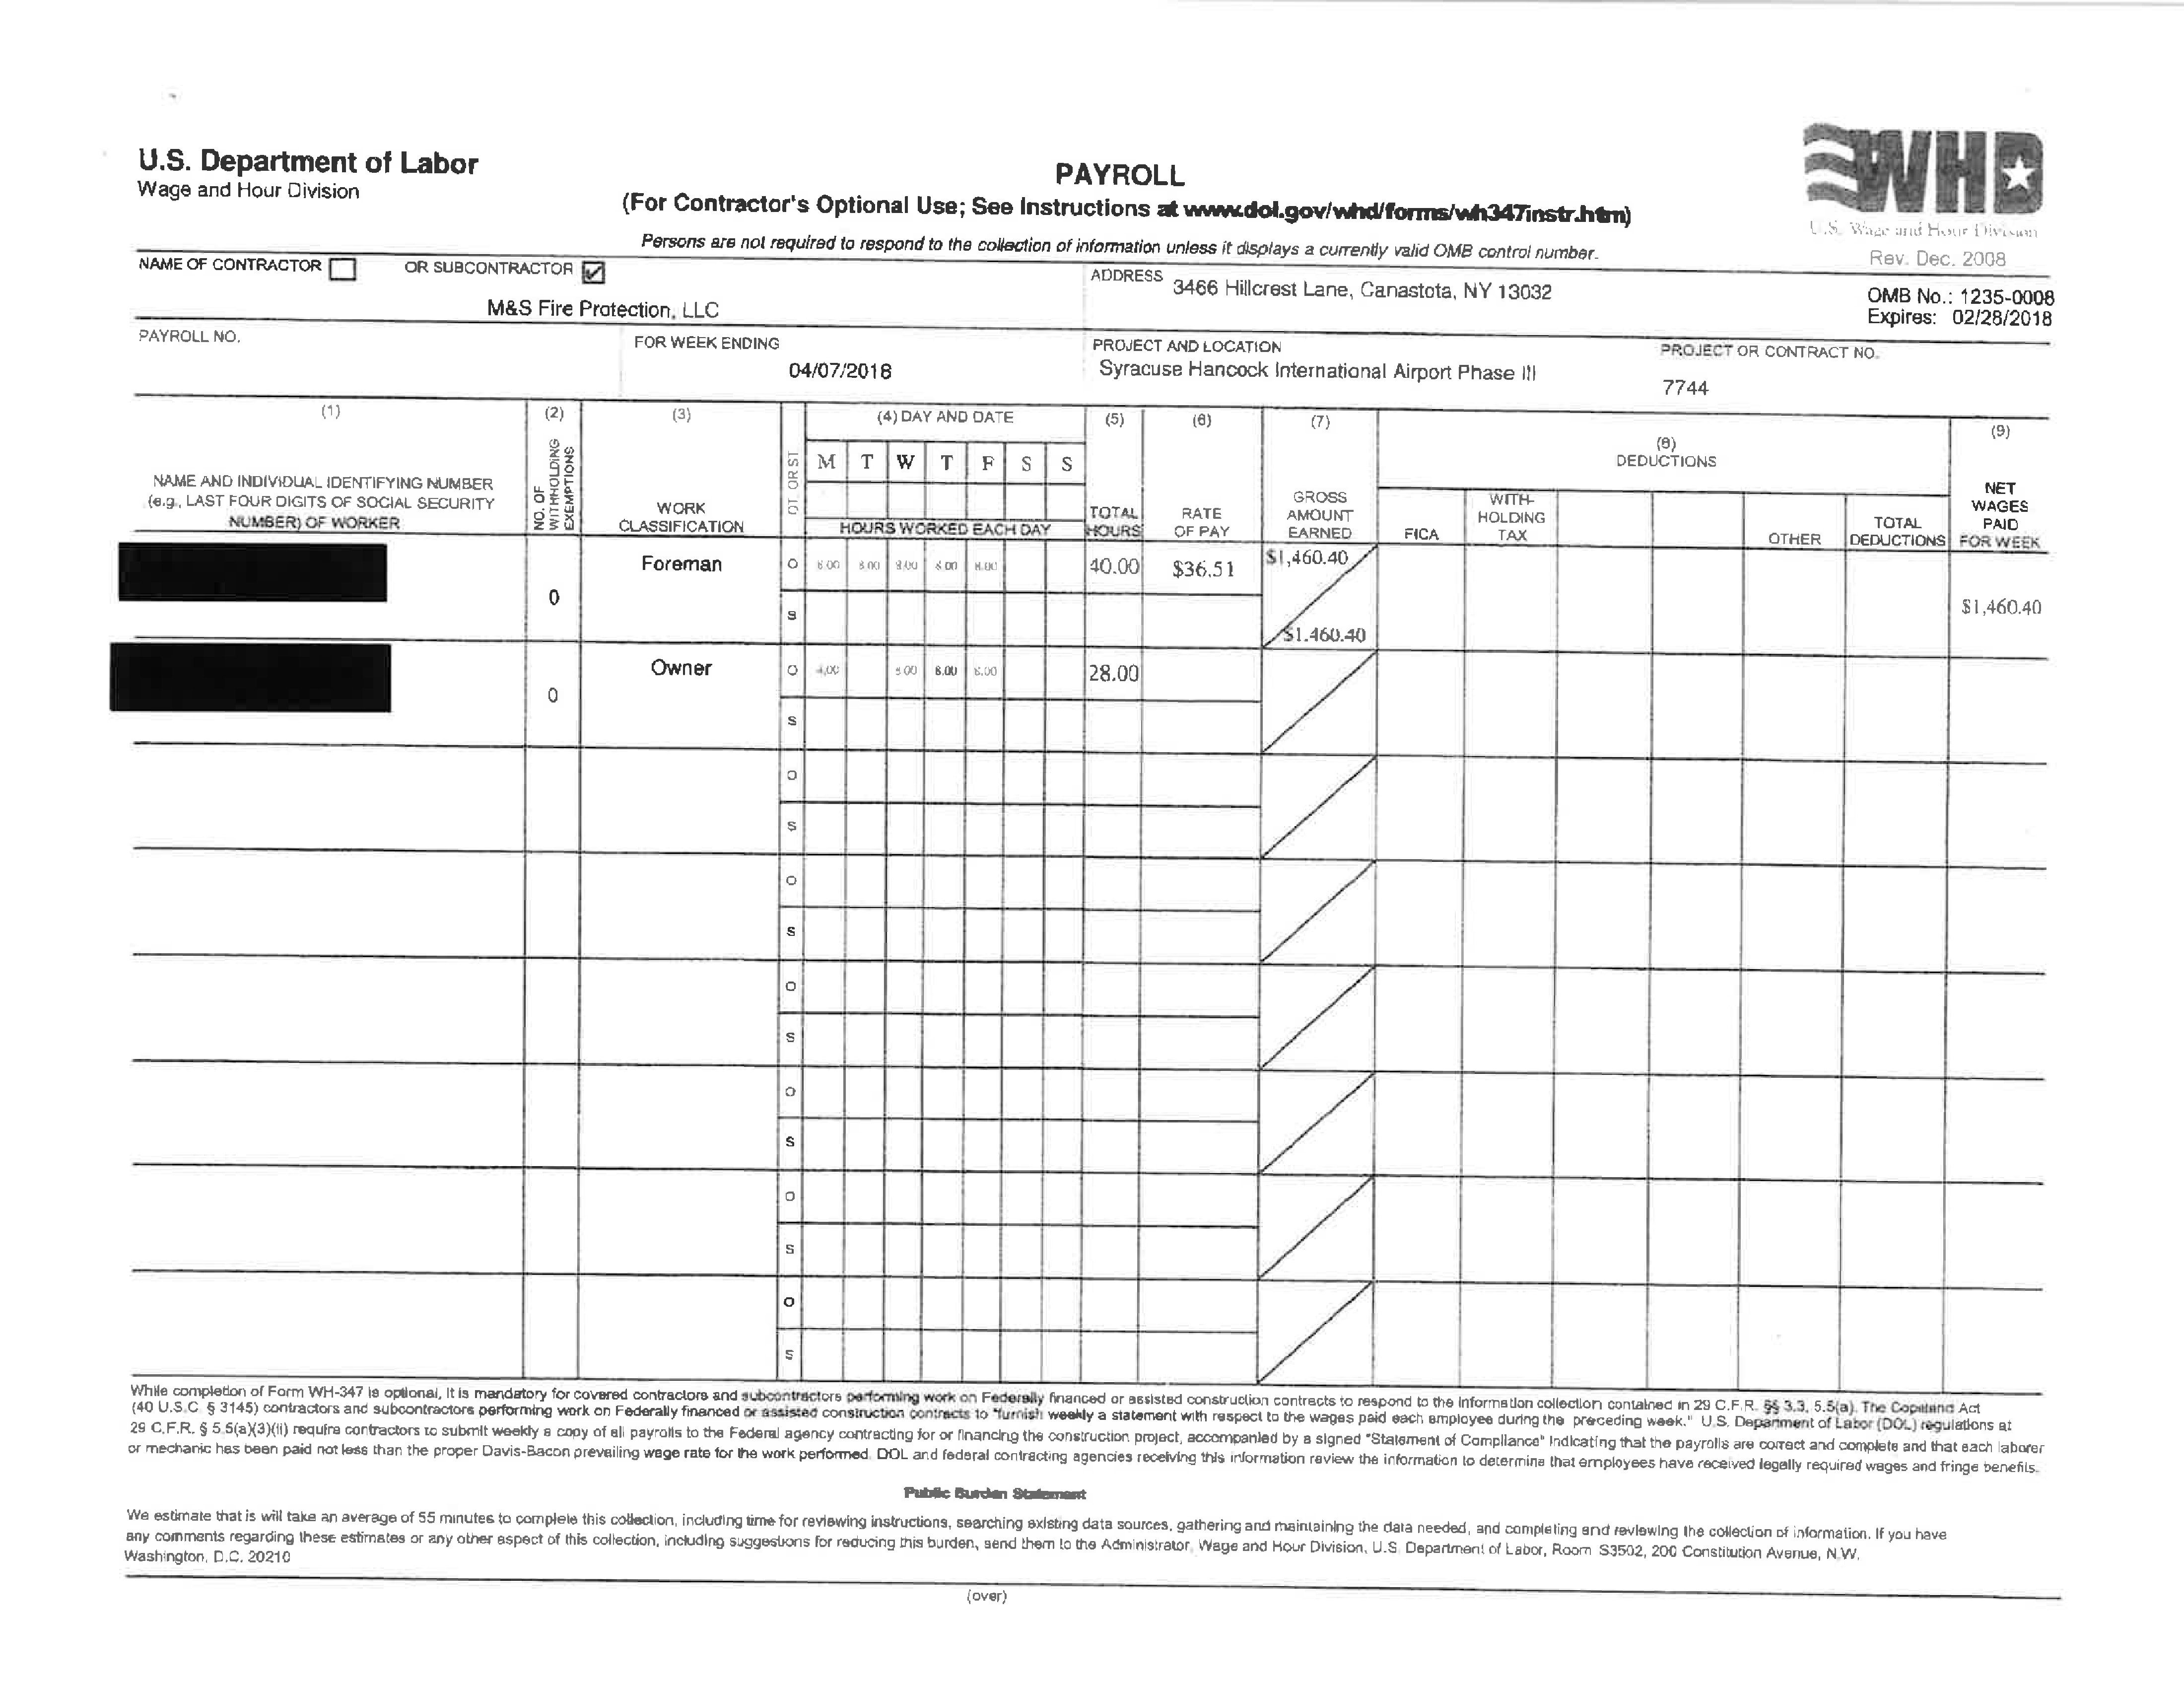 U.S. Department of Labor
Wage and Hour Division
PAYROLL
(For Contractor's Optional Use; See Instructions at www.dol.gov/whd/forms/wh347instr.htm)
Persons are not required to respond to the collection of information unless it displays a currently valid OMB control number.
WHD
U.S. Wage and Hour Division
Rev. Dec. 2008
NAME OF CONTRACTOR OR SUBCONTRACTOR
M&S Fire Protection, LLC
ADDRESS 3466 Hillcrest Lane, Canastota, NY 13032
OMB No.: 1235-0008
Expires: 02/28/2018
PAYROLL NO.
FOR WEEK ENDING
04/07/2018
PROJECT AND LOCATION
Syracuse Hancock International Airport Phase III
PROJECT OR CONTRACT NO.
7744
(1)
NAME AND INDIVIDUAL IDENTIFYING NUMBER
(e.g., LAST FOUR DIGITS OF SOCIAL SECURITY
NUMBER) OF WORKER
(2)
NO. OF
WITHHOLDING
EXEMPTIONS
(3)
WORK
CLASSIFICATION
OT. OR ST.
(4) DAY AND DATE
M T W T F S S
HOURS WORKED EACH DAY
(5)
TOTAL
HOURS
(6)
RATE
OF PAY
(7)
GROSS
AMOUNT
EARNED
(8)
DEDUCTIONS
FICA
WITH-
HOLDING
TAX
OTHER
TOTAL
DEDUCTIONS
(9)
NET
WAGES
PAID
FOR WEEK
0 Foreman O 8.00 8.00 8.00 8.00 8.00 40.00 $36.51 $1,460.40
S $1,460.40 $1,460.40
0 Owner O 4.00 8.00 8.00 8.00 28.00
S
O
S
O
S
O
S
O
S
O
S
O
S
While completion of Form WH-347 is optional, it is mandatory for covered contractors and subcontractors performing work on Federally financed or assisted construction contracts to respond to the information collection contained in 29 C.F.R. §§ 3.3, 5.5(a). The Copeland Act
(40 U.S.C. § 3145) contractors and subcontractors performing work on Federally financed or assisted construction contracts to "furnish weekly a statement with respect to the wages paid each employee during the preceding week." U.S. Department of Labor (DOL) regulations at
29 C.F.R. § 5.5(a)(3)(ii) require contractors to submit weekly a copy of all payrolls to the Federal agency contracting for or financing the construction project, accompanied by a signed "Statement of Compliance" indicating that the payrolls are correct and complete and that each laborer
or mechanic has been paid not less than the proper Davis-Bacon prevailing wage rate for the work performed. DOL and federal contracting agencies receiving this information review the information to determine that employees have received legally required wages and fringe benefits.
Public Burden Statement
We estimate that is will take an average of 55 minutes to complete this collection, including time for reviewing instructions, searching existing data sources, gathering and maintaining the data needed, and completing and reviewing the collection of information. If you have
any comments regarding these estimates or any other aspect of this collection, including suggestions for reducing this burden, send them to the Administrator, Wage and Hour Division, U.S. Department of Labor, Room S3502, 200 Constitution Avenue, N.W.
Washington, D.C. 20210
(over)